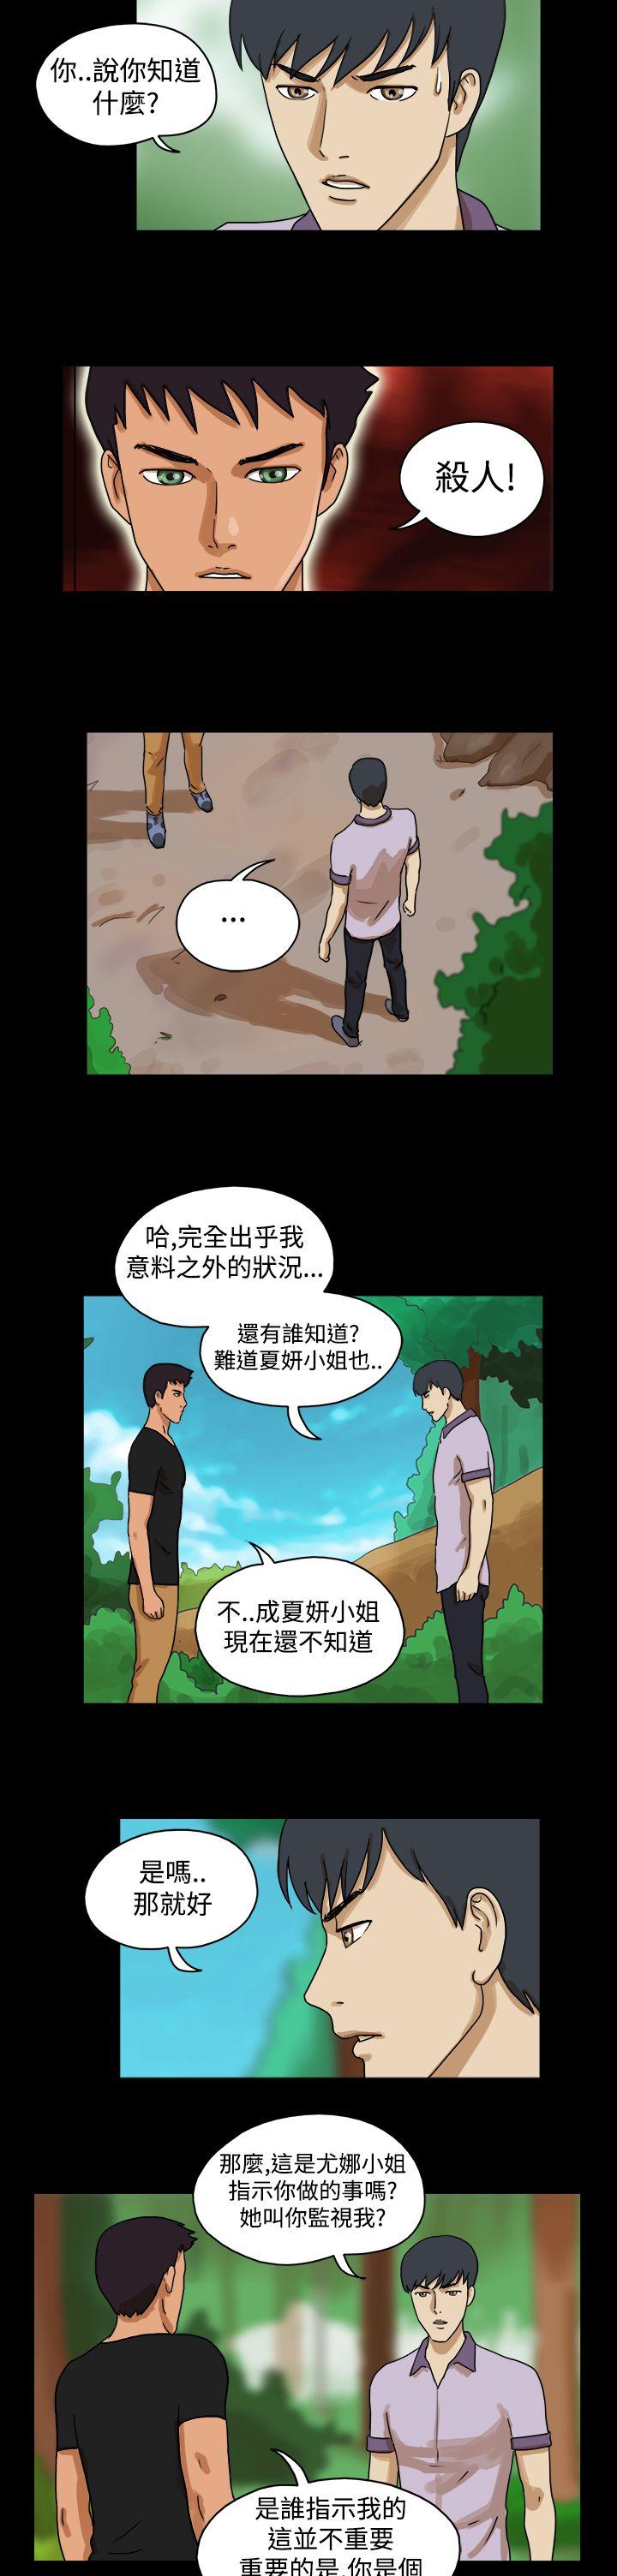 你..說你知道
什麼?
殺人!
...
哈,完全出乎我
意料之外的狀況...
還有誰知道?
難道夏妍小姐也..
不..成夏妍小姐
現在還不知道
是嗎..
那就好
那麼,這是尤娜小姐
指示你做的事嗎?
她叫你監視我?
是誰指示我的
這並不重要
重要的是,你是個